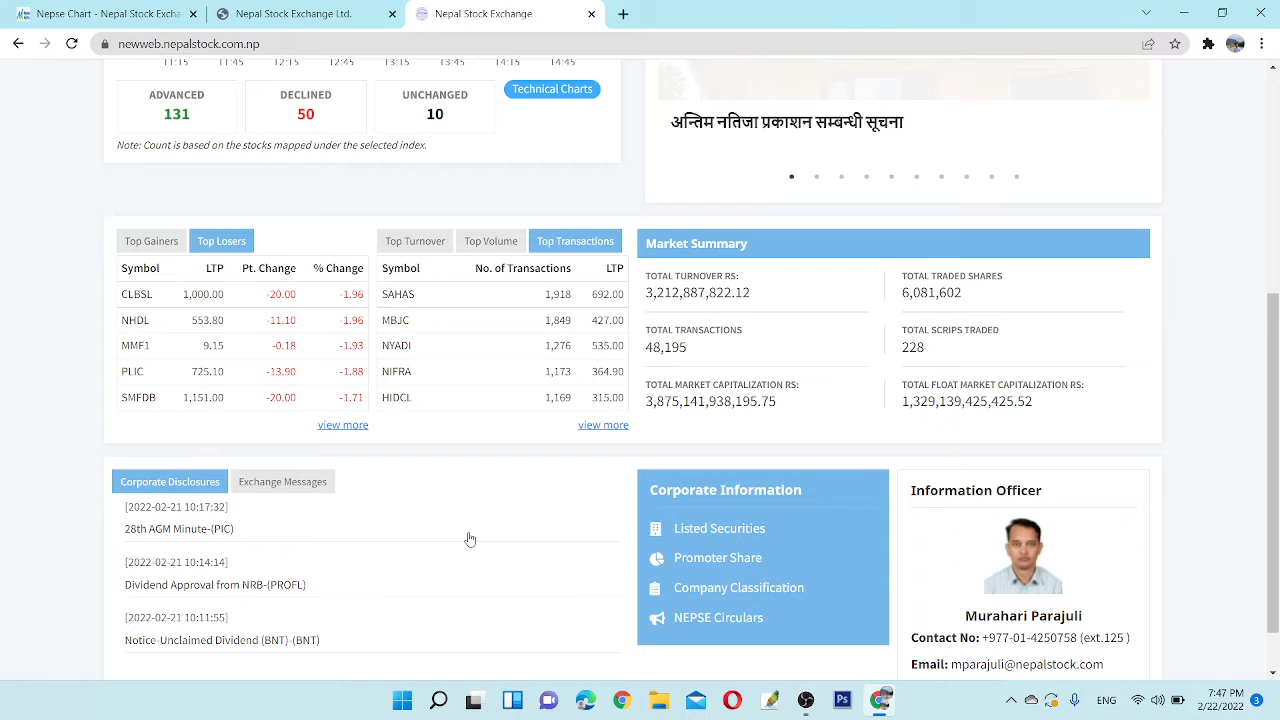 Nepse Chart - Nepse Stock Exchan
Nepal Stock Exchange Ltd.
Nepal Stock Exchange
newweb.nepalstock.com.np
11:15 11:45 12:15 12:45 11:15 11:45 12:15 12:45
ADVANCED DECLINED UNCHANGED Technical Charts
131 50 10
Note: Count is based on the stocks mapped under the selected index.
अन्तिम नतिजा प्रकाशन सम्बन्धी सूचना
Top Gainers Top Losers
Symbol LTP Pt. Change % Change
CLBSL 1,000.00 -20.00 -1.96
NHDL 553.80 -11.10 -1.96
MMF1 9.15 -0.18 -1.93
PLIC 725.10 -13.90 -1.88
SMFDB 1,151.00 -20.00 -1.71
view more
Top Turnover Top Volume Top Transactions
Symbol No. of Transactions LTP
SAHAS 1,918 692.00
MBJC 1,849 427.00
NYADI 1,276 535.00
NIFRA 1,173 364.90
HIDCL 1,169 315.00
view more
Market Summary
TOTAL TURNOVER RS: TOTAL TRADED SHARES
3,212,887,822.12 6,081,602
TOTAL TRANSACTIONS TOTAL SCRIPS TRADED
48,195 228
TOTAL MARKET CAPITALIZATION RS: TOTAL FLOAT MARKET CAPITALIZATION RS:
3,875,141,938,195.75 1,329,139,425,425.52
Corporate Disclosures Exchange Messages
[2022-02-21 10:17:32]
28th AGM Minute-(PIC)
[2022-02-21 10:14:14]
Dividend Approval from NRB-(PROFL)
[2022-02-21 10:11:55]
Notice-Unclaimed Dividend (BNT)-(BNT)
Corporate Information
Listed Securities
Promoter Share
Company Classification
NEPSE Circulars
Information Officer
Murahari Parajuli
Contact No: +977-01-4250758 (ext.125 )
Email: mparajuli@nepalstock.com
Ps
ENG
7:47 PM
2/22/2022
3